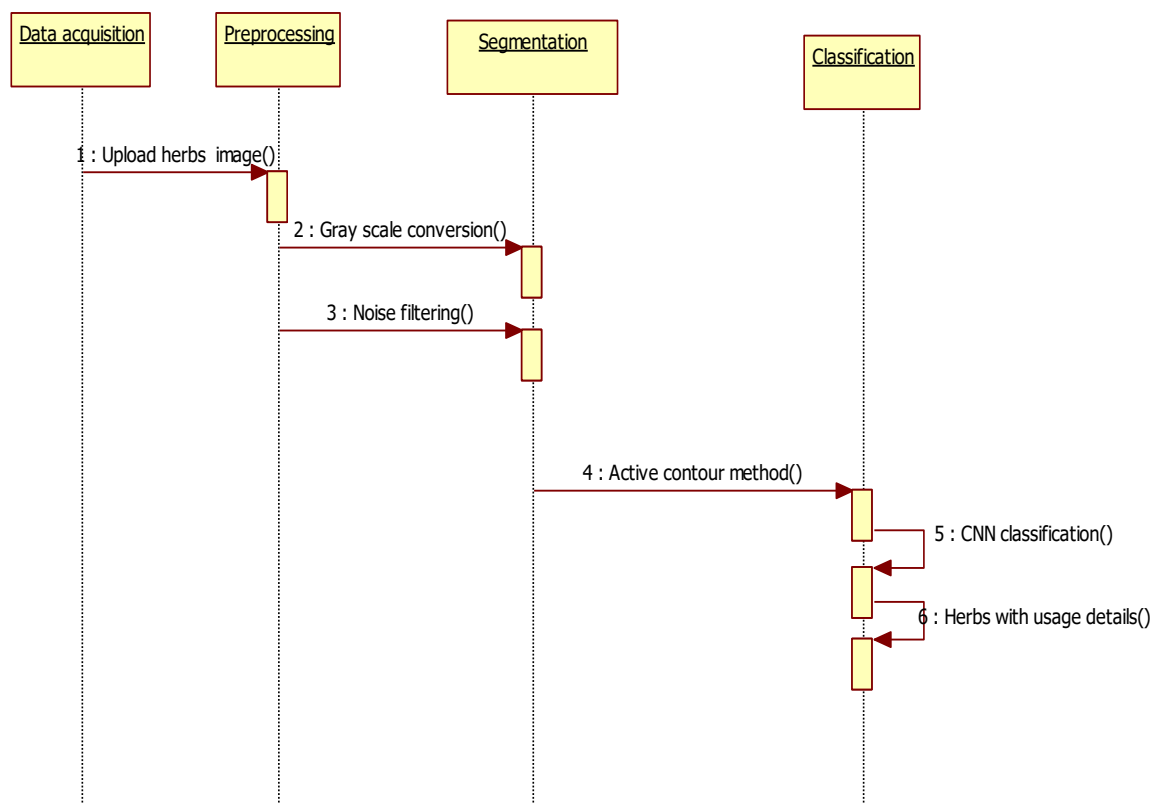 Data acquisition
Preprocessing
Segmentation
Classification
1 : Upload herbs  image()
2 : Gray scale conversion()
3 : Noise filtering()
4 : Active contour method()
5 : CNN classification()
6 : Herbs with usage details()